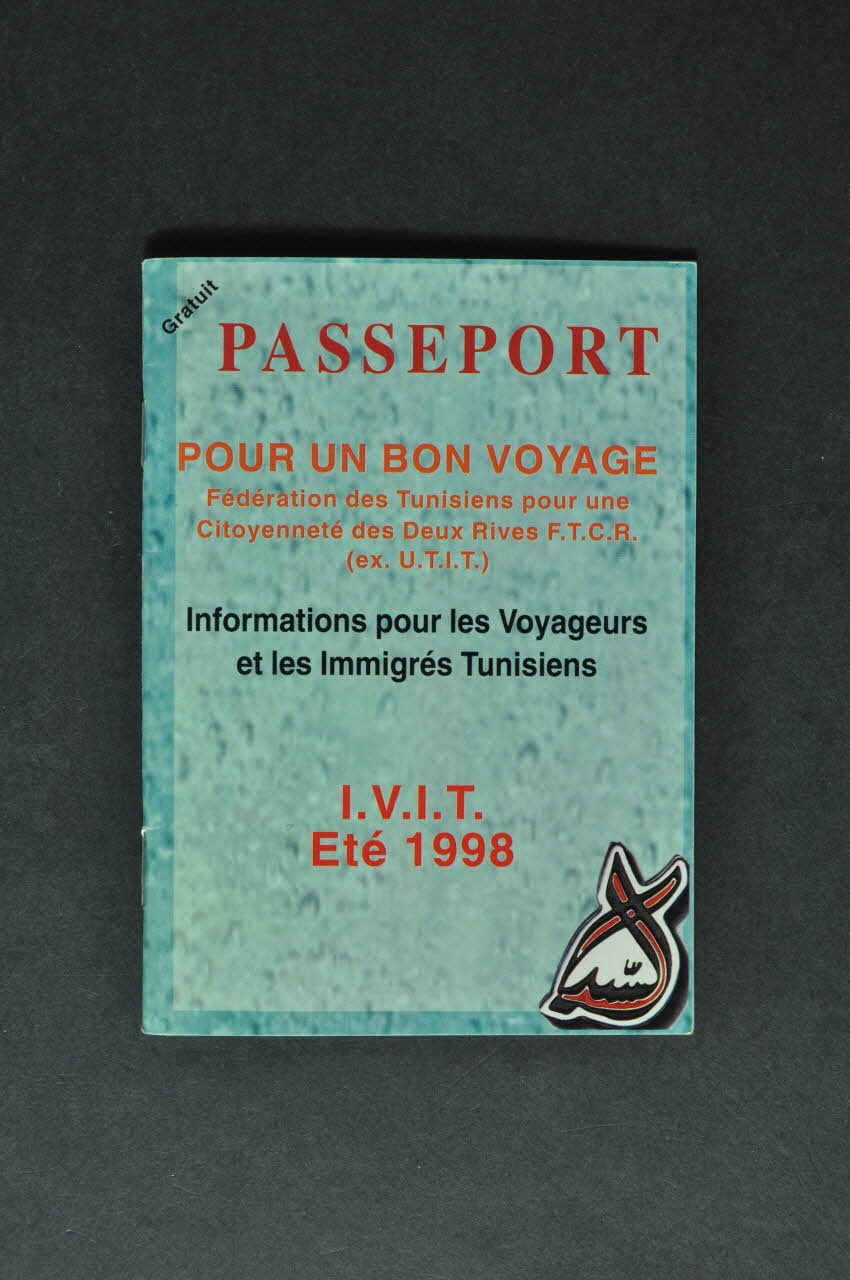 Gratuit
PASSEPORT
POUR UN BON VOYAGE
Fédération des Tunisiens pour une
Citoyenneté des Deux Rives F.T.C.R.
(ex. U.T.I.T.)
Informations pour les Voyageurs
et les Immigrés Tunisiens
I.V.I.T.
Eté 1998